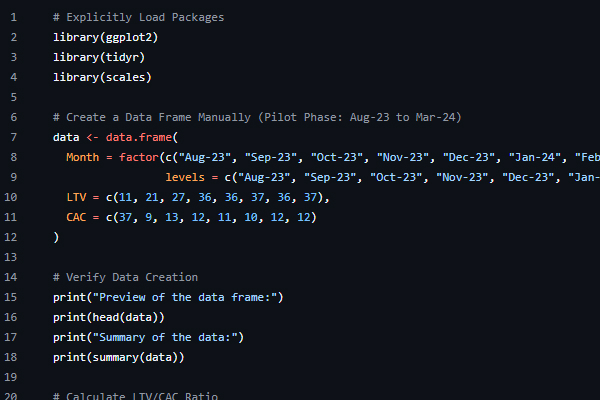 1 # Explicitly Load Packages
2 library(ggplot2)
3 library(tidyr)
4 library(scales)
5
6 # Create a Data Frame Manually (Pilot Phase: Aug-23 to Mar-24)
7 data <- data.frame(
8 Month = factor(c("Aug-23", "Sep-23", "Oct-23", "Nov-23", "Dec-23", "Jan-24", "Feb
9 levels = c("Aug-23", "Sep-23", "Oct-23", "Nov-23", "Dec-23", "Jan-
10 LTV = c(11, 21, 27, 36, 36, 37, 36, 37),
11 CAC = c(37, 9, 13, 12, 11, 10, 12, 12)
12 )
13
14 # Verify Data Creation
15 print("Preview of the data frame:")
16 print(head(data))
17 print("Summary of the data:")
18 print(summary(data))
19
20 # Calculate LTV/CAC Ratio